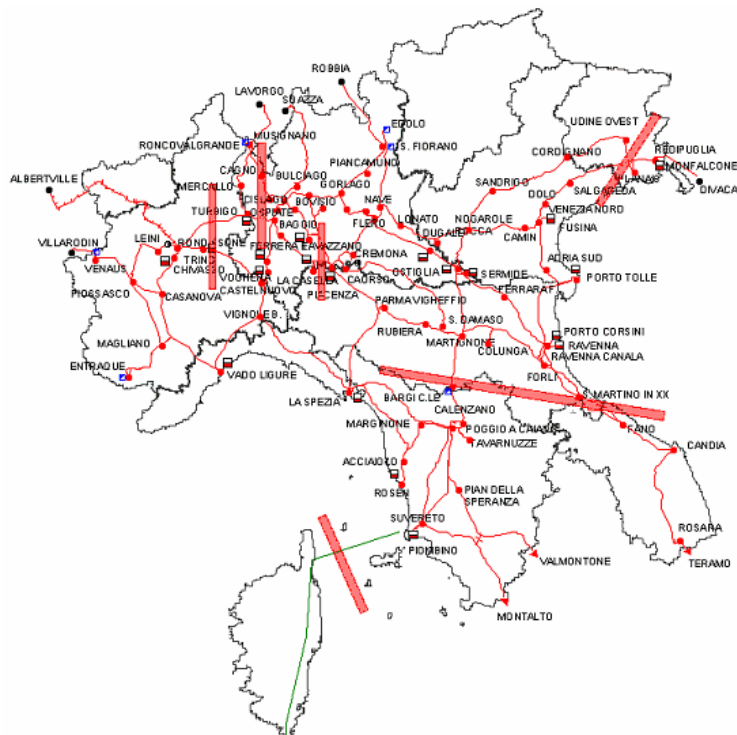 ROBBIA
LAVORGO
SOAZZA
EDOLO
UDINE OVEST
MUSIGNANO
RONCOVALGRANDE
S. FIORANO
CORDIGNANO
REDIPUGLIA
MONFALCONE
PIANCAMUNO
CAGNO
BULCIAGO
ALBERTVILLE
MERCALLO
GORLAGO
SANDRIGO
PLANAIS
DIVACA
CISLAGO
BOVISIO
NAVE
DOLO
SALGAREDA
TURBIGO
OSPIATE
FLERO
LONATO
NOGAROLE
ROCCA
VENEZIA NORD
BAGGIO
DUGALE
CAMIN
FUSINA
VILLARODIN
LEINI
RONDISSONE
FERRERA
TAVAZZANO
CREMONA
VENAUS
TRINO
CHIVASSO
VOGHERA
LA CASELLA
CAORSO
OSTIGLIA
SERMIDE
ADRIA SUD
PORTO TOLLE
PIOSSASCO
CASANOVA
CASTELNUOVO
PIACENZA
FERRARA F.
VIGNOLE B.
PARMA VIGHEFFIO
RUBIERA
S. DAMASO
MARTIGNONE
PORTO CORSINI
RAVENNA
COLUNGA
RAVENNA CANALA
MAGLIANO
FORLI
ENTRAQUE
VADO LIGURE
LA SPEZIA
BARGI C.LE
S. MARTINO IN XX
CALENZANO
MARGINONE
POGGIO A CAIANO
FANO
TAVARNUZZE
CANDIA
ACCIAIOLO
ROSEN
PIAN DELLA
SPERANZA
SUVERETO
ROSARA
PIOMBINO
VALMONTONE
TERAMO
MONTALTO